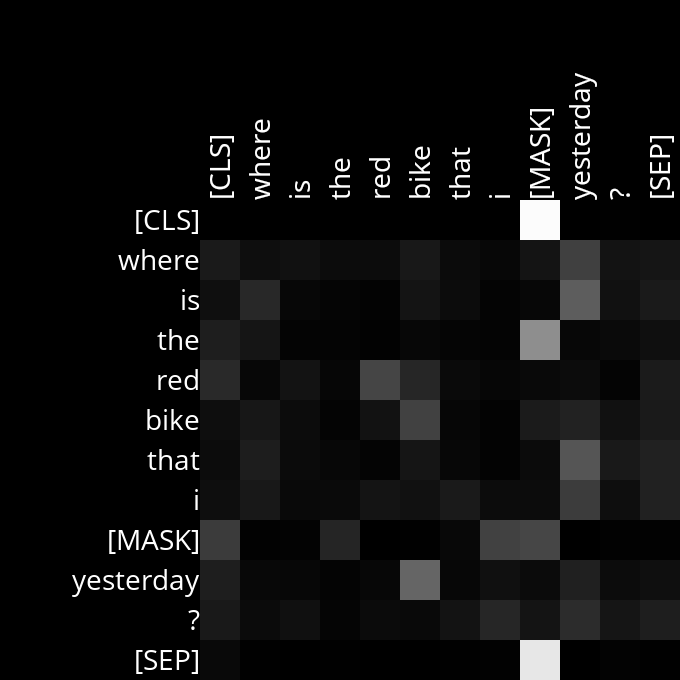 [CLS] where is the red bike that i [MASK] yesterday ? [SEP]
[CLS]
where
is
the
red
bike
that
i
[MASK]
yesterday
?
[SEP]